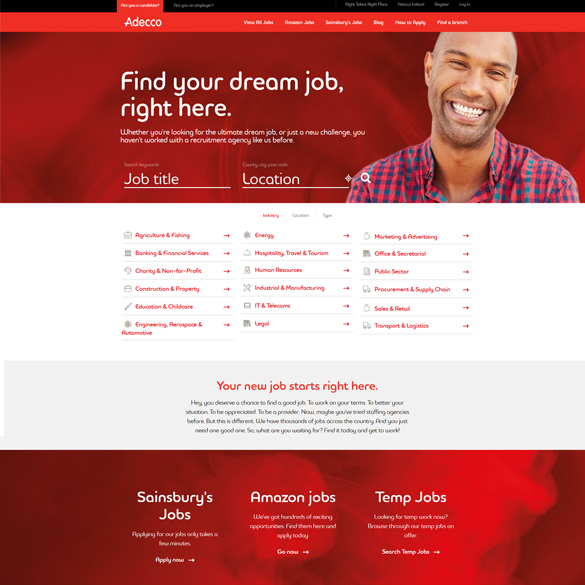 Are you a candidate?
Are you an employer?
Right Talent Right Place
Adecco Ireland
Register
Log in
Adecco
View All Jobs
Amazon Jobs
Sainsbury's Jobs
Blog
How to Apply
Find a branch
Find your dream job,
right here.
Whether you're looking for the ultimate dream job, or just a new challenge, you
haven't worked with a recruitment agency like us before.
Search keywords
Job title
County, city, post code
Location
Industry
Location
Type
Agriculture & Fishing
Banking & Financial Services
Charity & Non-for-Profit
Construction & Property
Education & Childcare
Engineering, Aerospace &
Automotive
Energy
Hospitality, Travel & Tourism
Human Resources
Industrial & Manufacturing
IT & Telecoms
Legal
Marketing & Advertising
Office & Secretarial
Public Sector
Procurement & Supply Chain
Sales & Retail
Transport & Logistics
Your new job starts right here.
Hey, you deserve a chance to find a good job. To work on your terms. To better your
situation. To be appreciated. To be a provider. Now, maybe you've tried staffing agencies
before. But this is different. We have thousands of jobs across the country. And you just
need one good one. So, what are you waiting for? Find it today and get to work!
Sainsbury's
Jobs
Applying for our jobs only takes a
few minutes.
Apply now
Amazon jobs
We've got hundreds of exciting
opportunities. Find them here and
apply today.
Go now
Temp Jobs
Looking for temp work now?
Browse through our temp jobs on
offer.
Search Temp Jobs